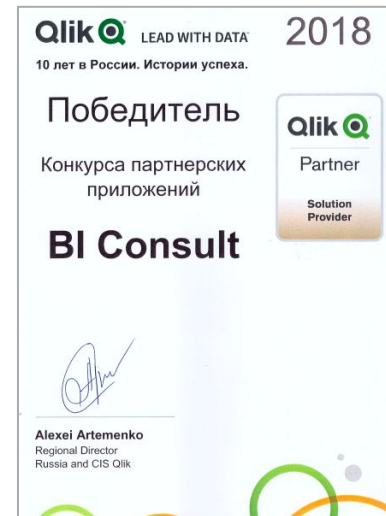 Qlik LEAD WITH DATA 2018
10 лет в России. Истории успеха.
Победитель
Конкурса партнерских
приложений
BI Consult
Qlik
Partner
Solution
Provider
Alexei Artemenko
Regional Director
Russia and CIS Qlik